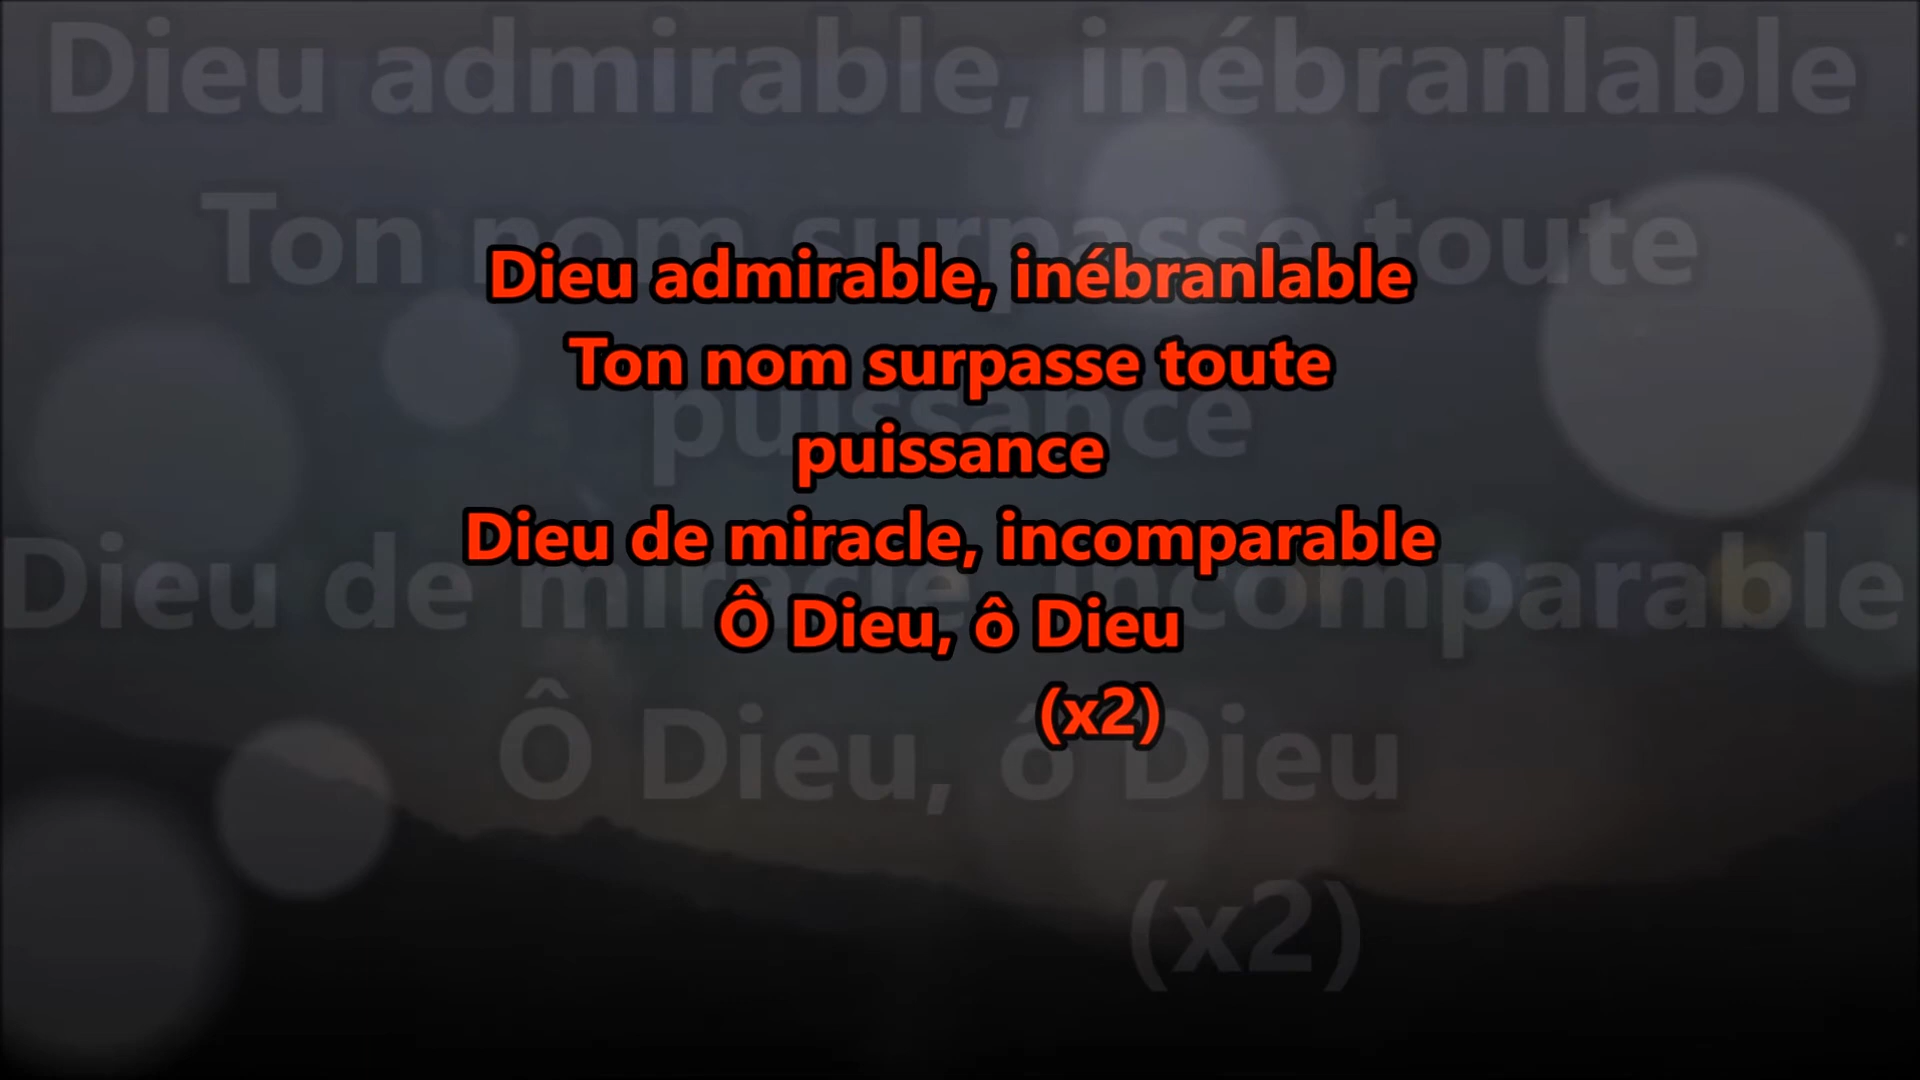 Dieu admirable, inébranlable
Ton nom surpasse toute
puissance
Dieu de miracle, incomparable
Ô Dieu, ô Dieu
(x2)